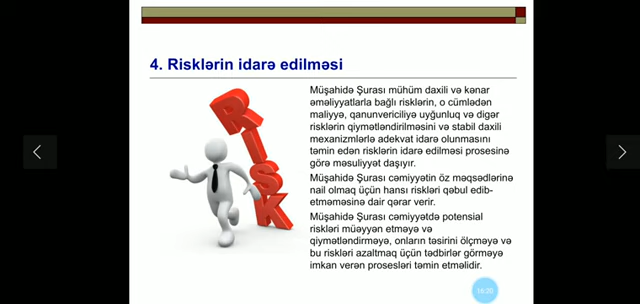 4. Risklərin idarə edilməsi
RISK
Müşahidə Şurası mühüm daxili və kənar
əməliyyatlarla bağlı risklərin, o cümlədən
maliyyə, qanunvericiliyə uyğunluq və digər
risklərin qiymətləndirilməsini və stabil daxili
mexanizmlərlə adekvat idarə olunmasını
təmin edən risklərin idarə edilməsi prosesinə
görə məsuliyyət daşıyır.
Müşahidə Şurası cəmiyyətin öz məqsədlərinə
nail olmaq üçün hansı riskləri qəbul edib-
etməməsinə dair qərar verir.
Müşahidə Şurası cəmiyyətdə potensial
riskləri müəyyən etməyə və
qiymətləndirməyə, onların təsirini ölçməyə və
bu riskləri azaltmaq üçün tədbirlər görməyə
imkan verən prosesləri təmin etməlidir.
16:20